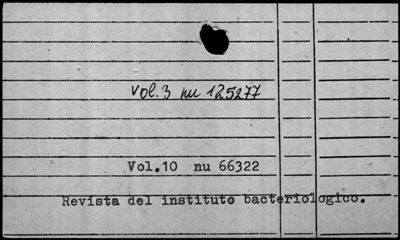 Vol.3 nu 125277
Vol.10 nu 66322
Revista del instituto bacteriologico.